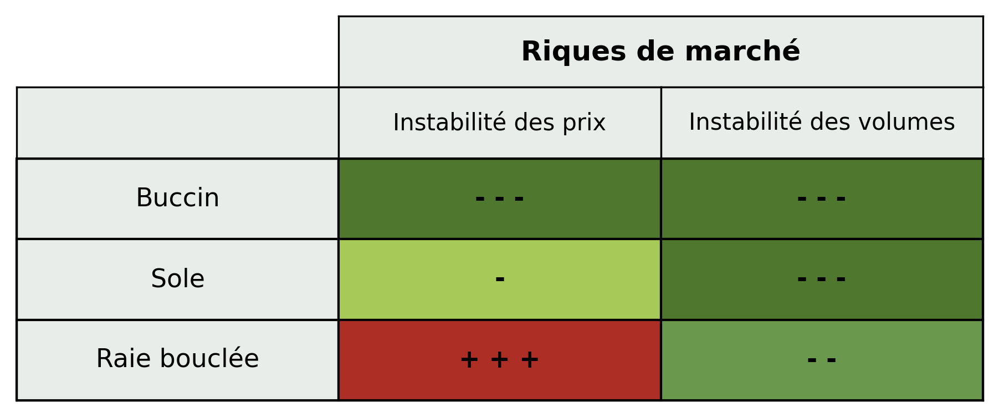 Riques de marché
Instabilité des prix Instabilité des volumes
Buccin - - - - - -
Sole - - - -
Raie bouclée + + + - -